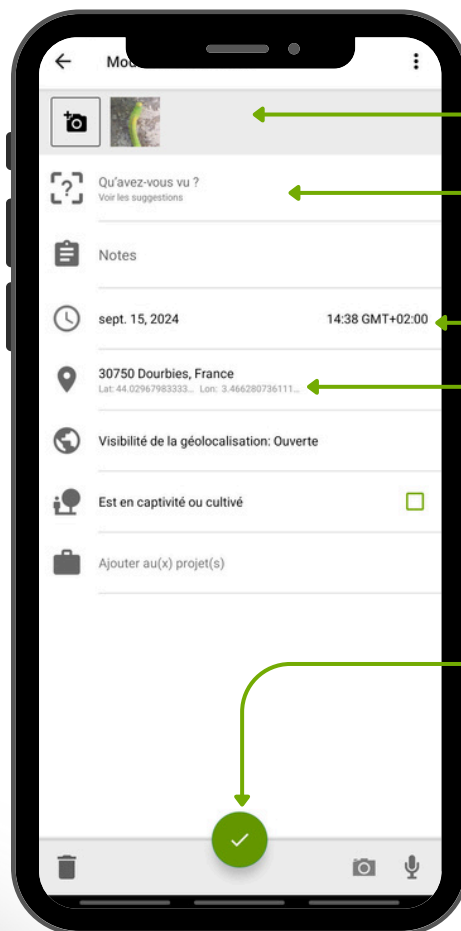 Mo
Qu'avez-vous vu ?
Voir les suggestions
Notes
sept. 15, 2024 14:38 GMT+02:00
30750 Dourbies, France
Lat: 44.02967983333... Lon: 3.466280736111...
Visibilité de la géolocalisation: Ouverte
Est en captivité ou cultivé
Ajouter au(x) projet(s)